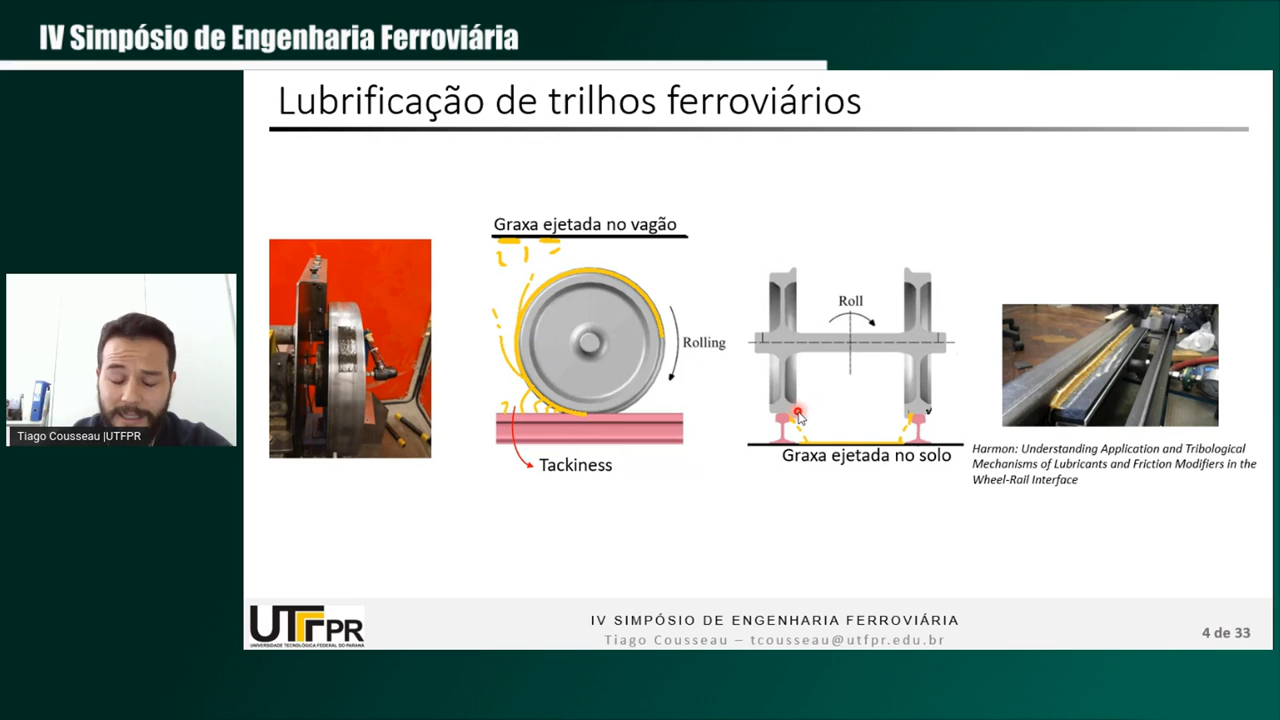 IV Simpósio de Engenharia Ferroviária
Lubrificação de trilhos ferroviários
Graxa ejetada no vagão
Rolling
Tackiness
Roll
Graxa ejetada no solo
Harmon: Understanding Application and Tribological
Mechanisms of Lubricants and Friction Modifiers in the
Wheel-Rail Interface
Tiago Cousseau |UTFPR
UTFPR
UNIVERSIDADE TECNOLÓGICA FEDERAL DO PARANÁ
IV SIMPÓSIO DE ENGENHARIA FERROVIÁRIA
Tiago Cousseau – tcousseau@utfpr.edu.br
4 de 33